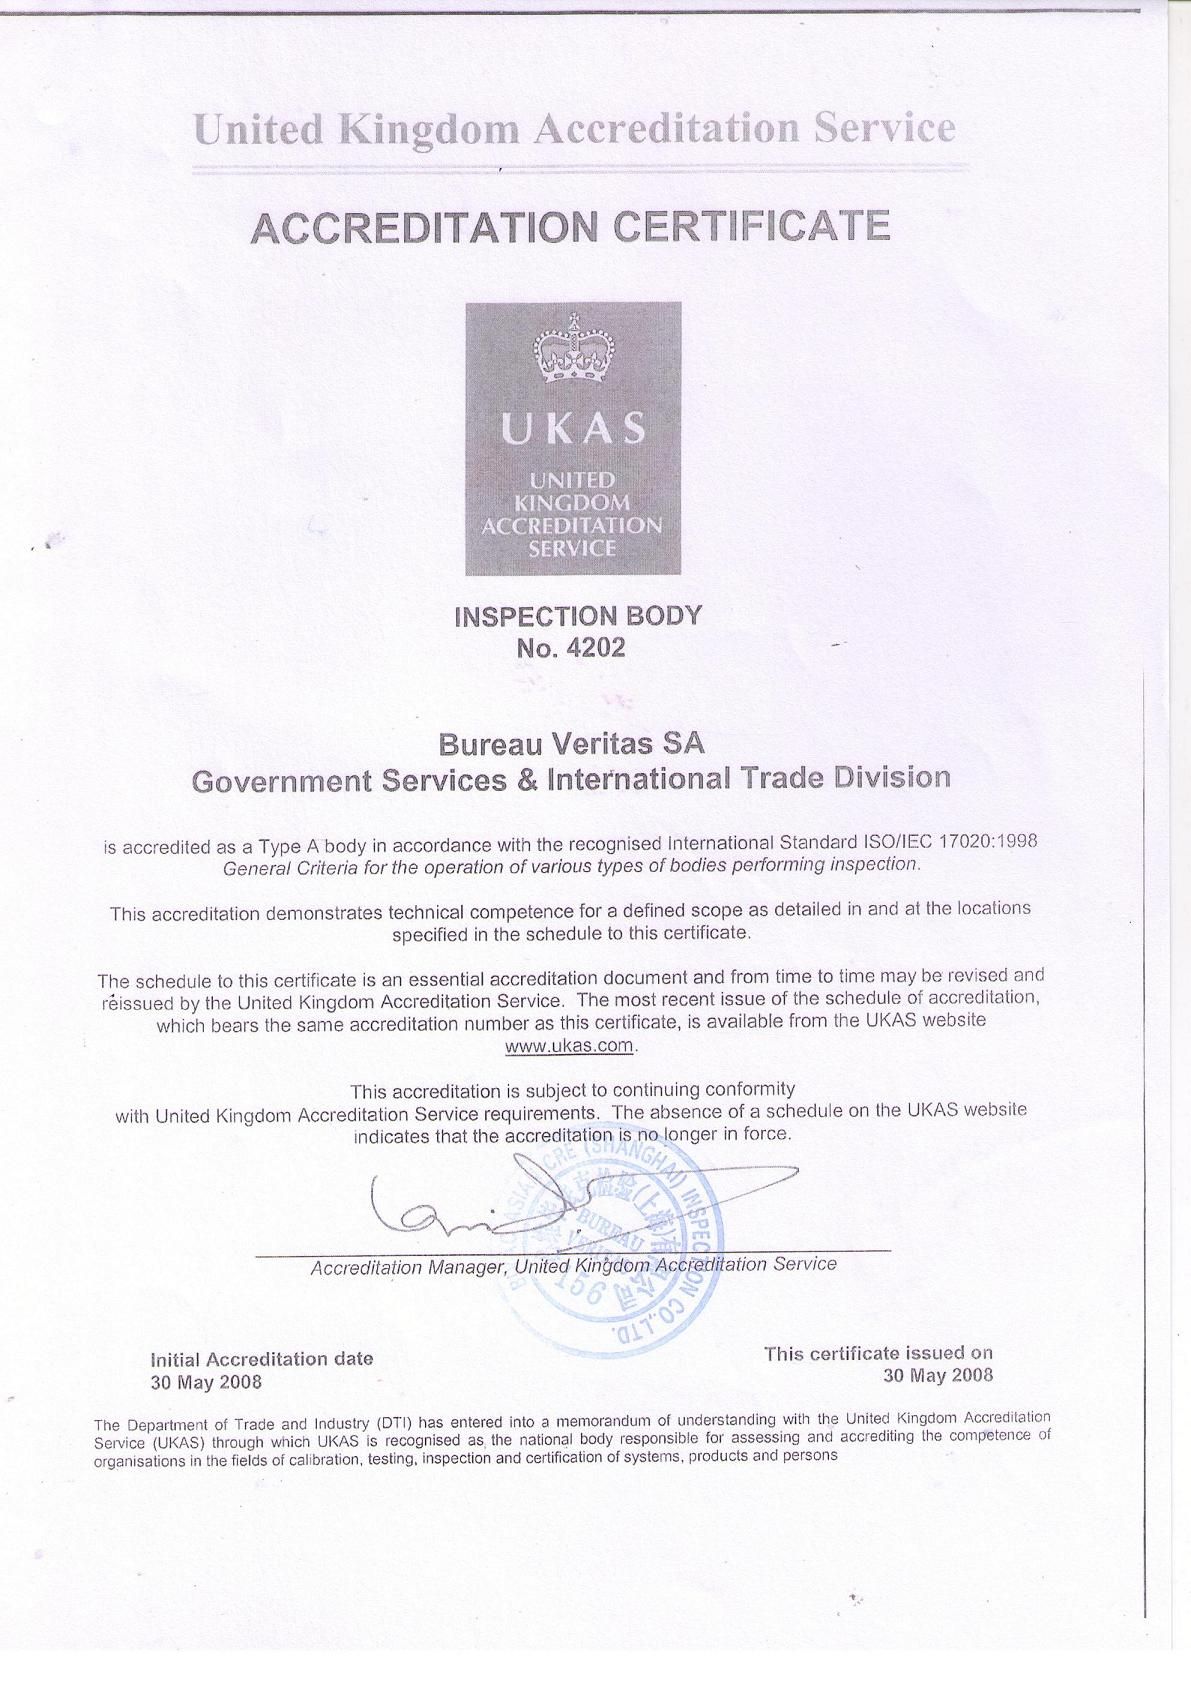 United Kingdom Accreditation Service
ACCREDITATION CERTIFICATE
UKAS
UNITED
KINGDOM
ACCREDITATION
SERVICE
INSPECTION BODY
No. 4202
Bureau Veritas SA
Government Services & International Trade Division
is accredited as a Type A body in accordance with the recognised International Standard ISO/IEC 17020:1998
General Criteria for the operation of various types of bodies performing inspection.
This accreditation demonstrates technical competence for a defined scope as detailed in and at the locations
specified in the schedule to this certificate.
The schedule to this certificate is an essential accreditation document and from time to time may be revised and
reissued by the United Kingdom Accreditation Service. The most recent issue of the schedule of accreditation,
which bears the same accreditation number as this certificate, is available from the UKAS website
www.ukas.com.
This accreditation is subject to continuing conformity
with United Kingdom Accreditation Service requirements. The absence of a schedule on the UKAS website
indicates that the accreditation is no longer in force.
(SHANGHAI) INSPECTION CO.,LTD.
BUREAU
VERITAS
156
Accreditation Manager, United Kingdom Accreditation Service
Initial Accreditation date
30 May 2008
This certificate issued on
30 May 2008
The Department of Trade and Industry (DTI) has entered into a memorandum of understanding with the United Kingdom Accreditation
Service (UKAS) through which UKAS is recognised as the national body responsible for assessing and accrediting the competence of
organisations in the fields of calibration, testing, inspection and certification of systems, products and persons